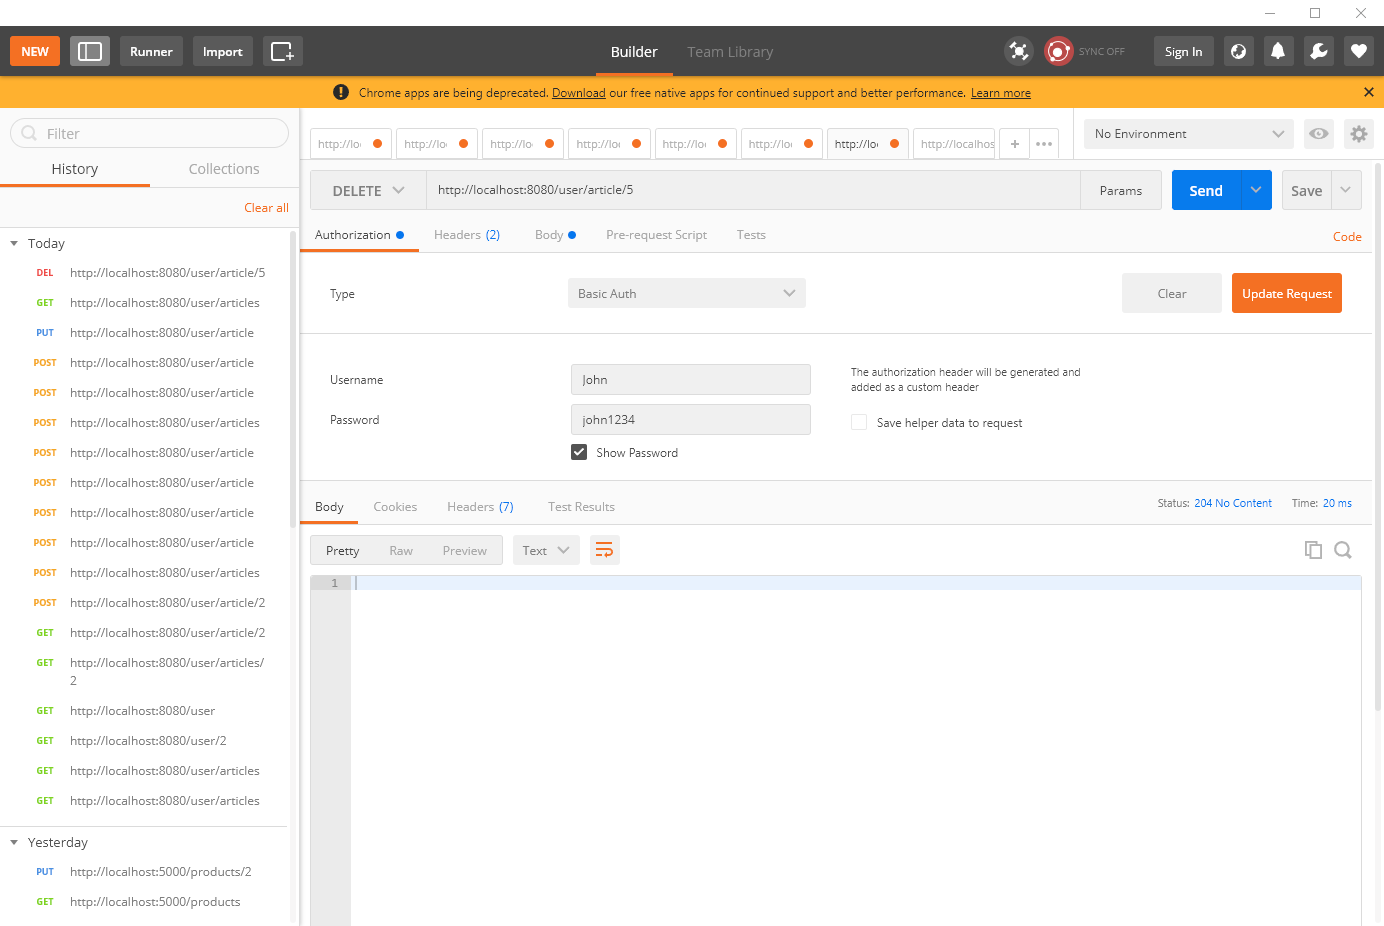 NEW
Runner
Import
Builder
Team Library
SYNC OFF
Sign In
Chrome apps are being deprecated. Download our free native apps for continued support and better performance. Learn more
Filter
History
Collections
Clear all
Today
DEL http://localhost:8080/user/article/5
GET http://localhost:8080/user/articles
PUT http://localhost:8080/user/article
POST http://localhost:8080/user/article
POST http://localhost:8080/user/article
POST http://localhost:8080/user/articles
POST http://localhost:8080/user/article
POST http://localhost:8080/user/article
POST http://localhost:8080/user/article
POST http://localhost:8080/user/article
POST http://localhost:8080/user/articles
POST http://localhost:8080/user/article/2
GET http://localhost:8080/user/article/2
GET http://localhost:8080/user/articles/
2
GET http://localhost:8080/user
GET http://localhost:8080/user/2
GET http://localhost:8080/user/articles
GET http://localhost:8080/user/articles
Yesterday
PUT http://localhost:5000/products/2
GET http://localhost:5000/products
http://lo
http://lo
http://lo
http://lo
http://lo
http://lo
http://lo
http://localhos
+
No Environment
DELETE
http://localhost:8080/user/article/5
Params
Send
Save
Authorization
Headers (2)
Body
Pre-request Script
Tests
Code
Type
Basic Auth
Clear
Update Request
Username
John
Password
john1234
Show Password
The authorization header will be generated and
added as a custom header
Save helper data to request
Body
Cookies
Headers (7)
Test Results
Status: 204 No Content
Time: 20 ms
Pretty
Raw
Preview
Text
1